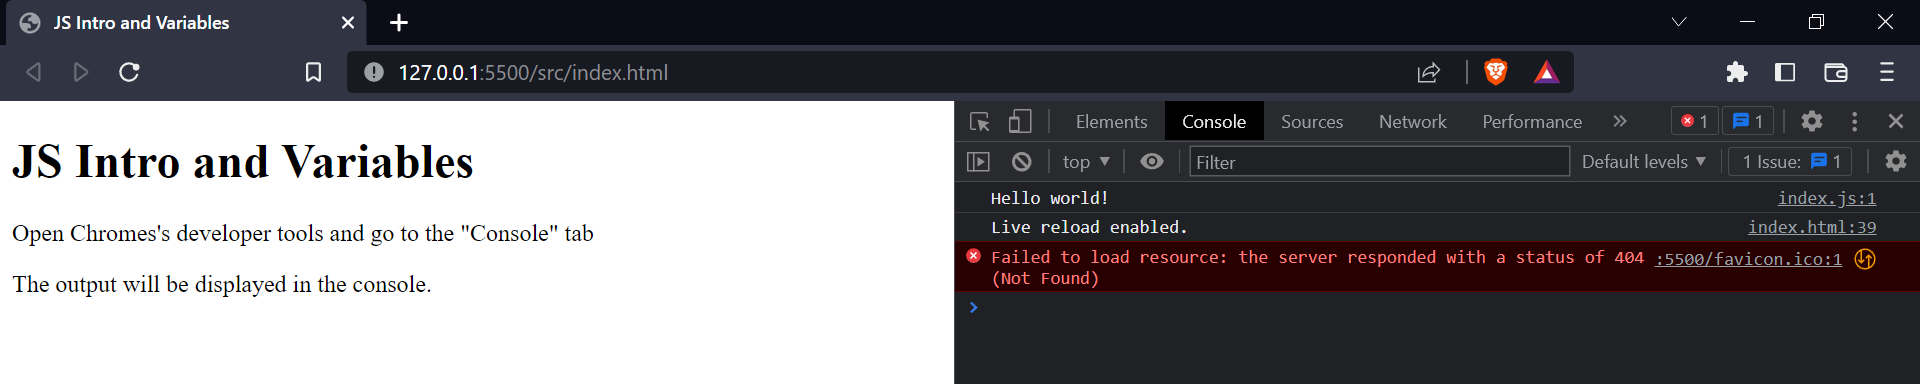 JS Intro and Variables
127.0.0.1:5500/src/index.html
JS Intro and Variables
Open Chromes's developer tools and go to the "Console" tab
The output will be displayed in the console.
Elements Console Sources Network Performance 1 1
top Filter Default levels 1 Issue: 1
Hello world! index.js:1
Live reload enabled. index.html:39
Failed to load resource: the server responded with a status of 404 :5500/favicon.ico:1
(Not Found)